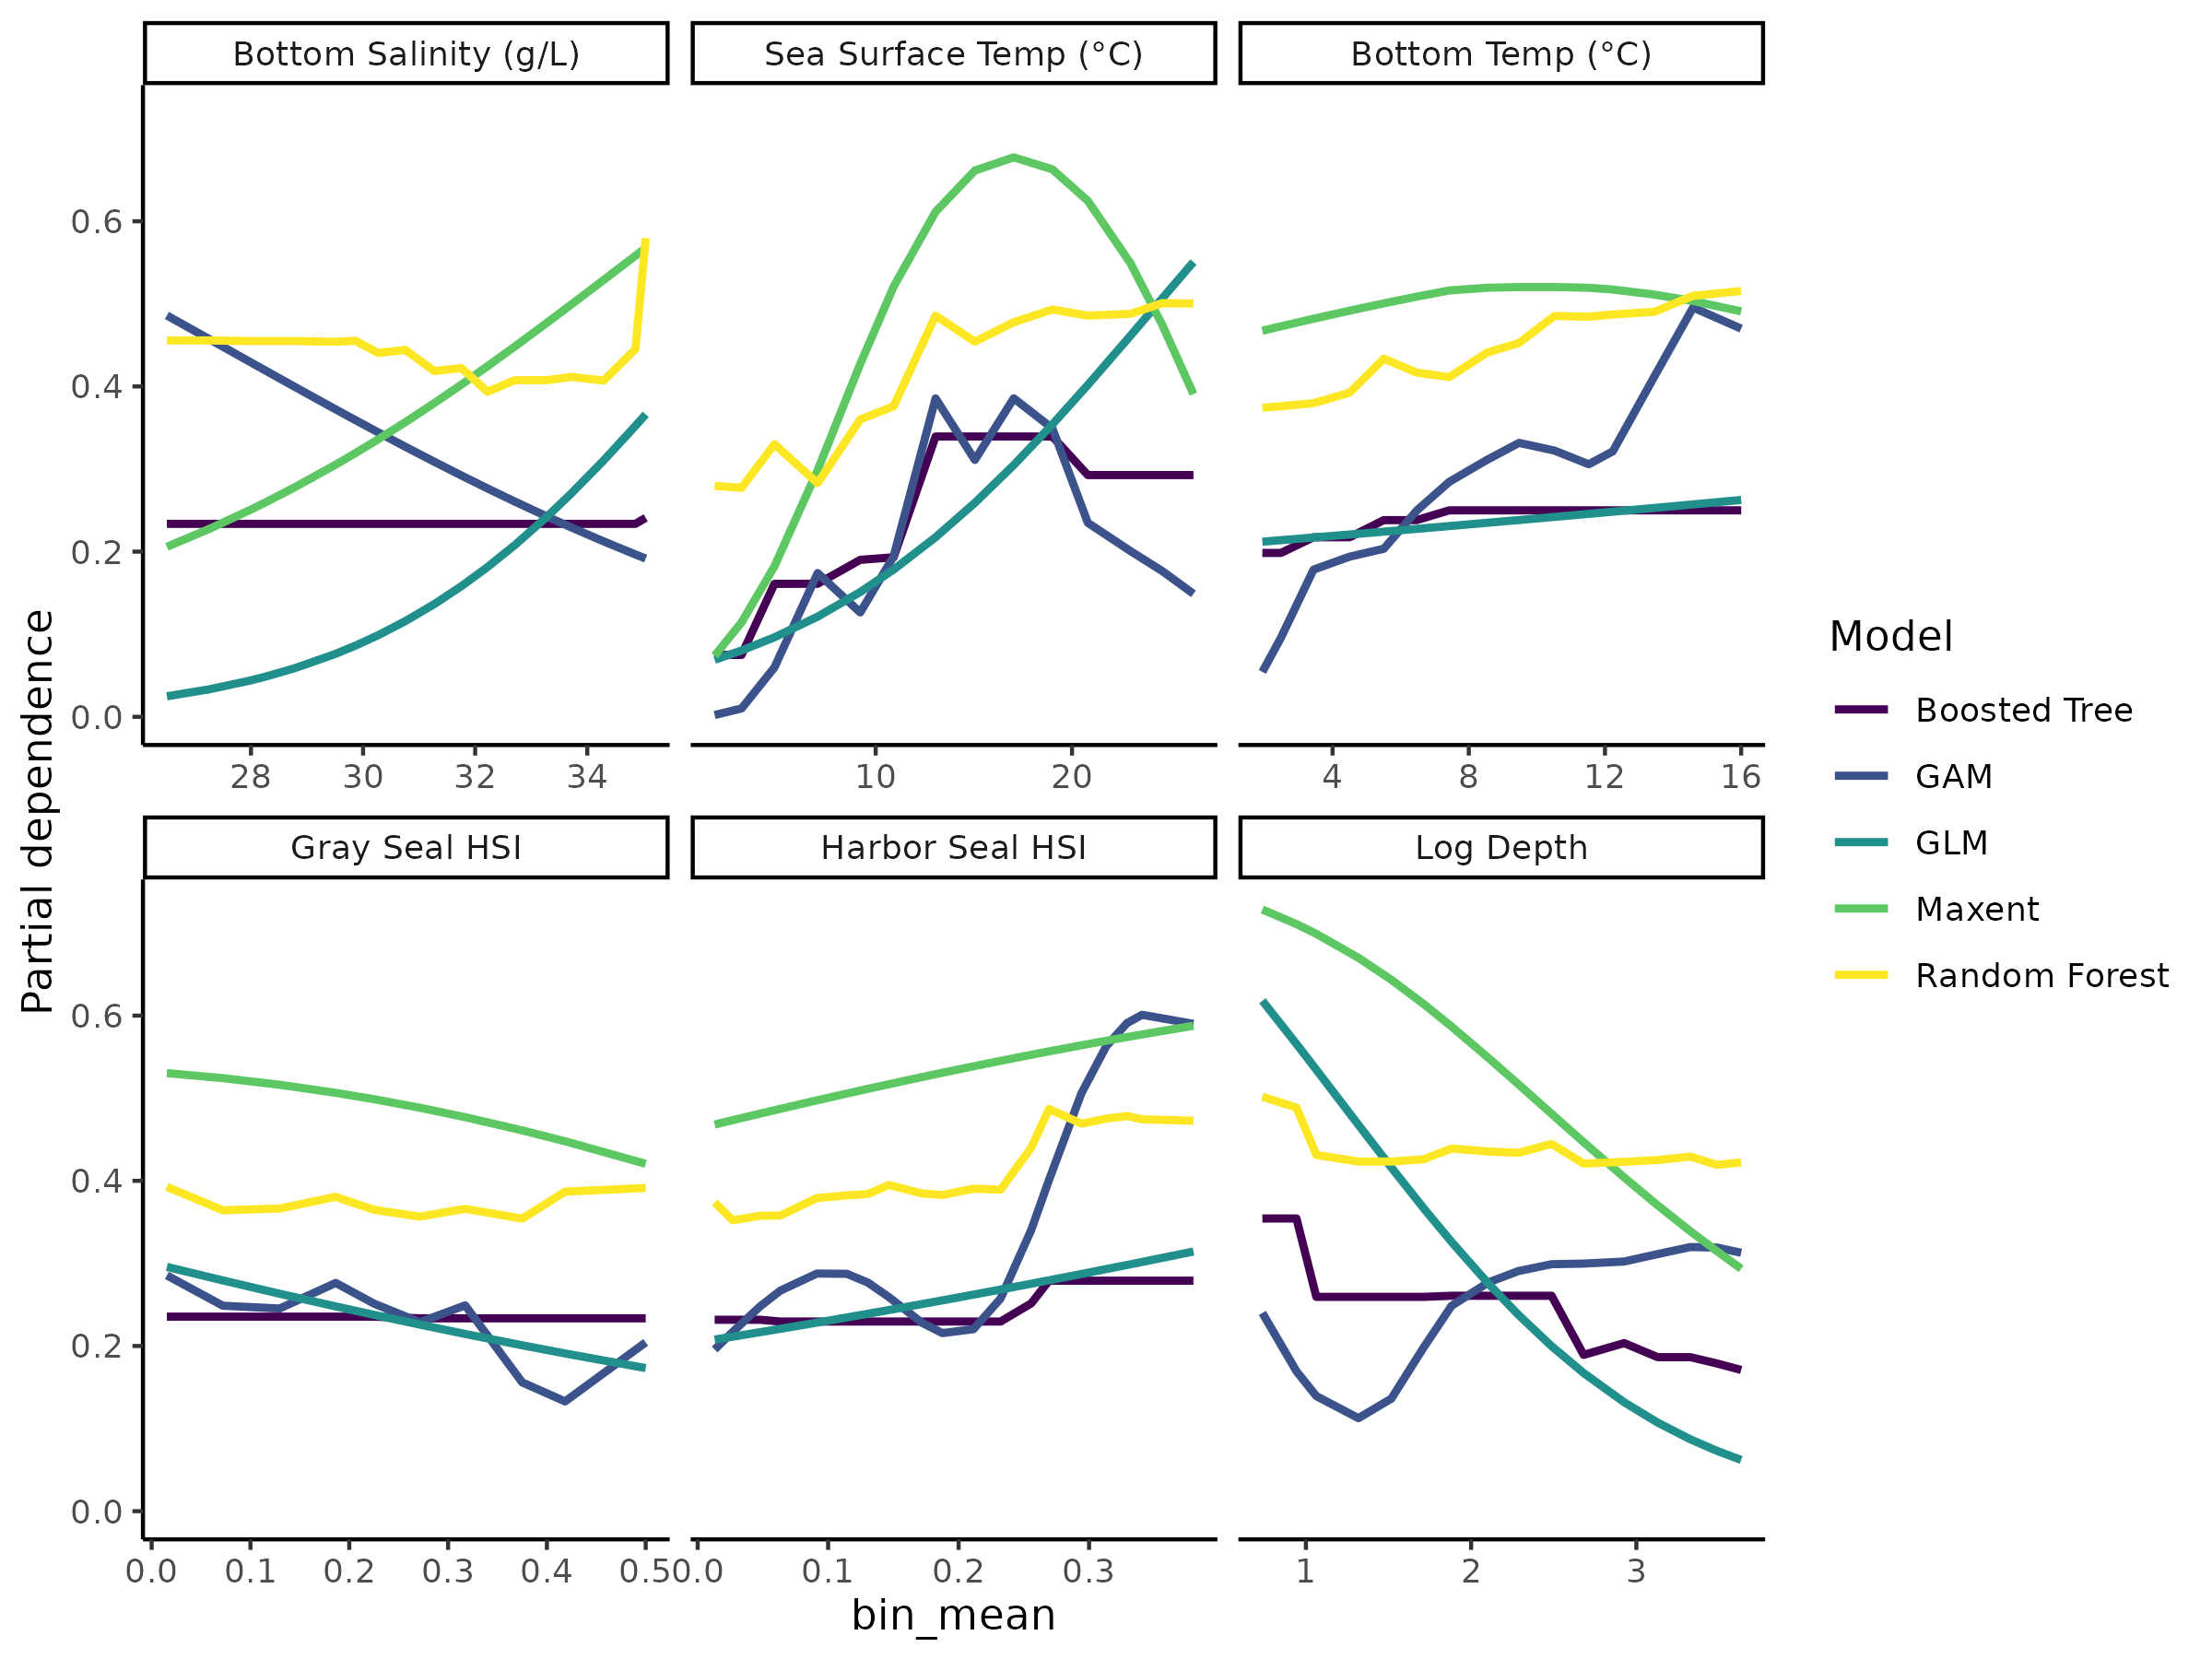 Bottom Salinity (g/L)
Sea Surface Temp (°C)
Bottom Temp (°C)
0.6
0.4
0.2
0.0
28 30 32 34
10 20
4 8 12 16
Gray Seal HSI
Harbor Seal HSI
Log Depth
0.6
0.4
0.2
0.0
0.0 0.1 0.2 0.3 0.4 0.5
0.0 0.1 0.2 0.3
1 2 3
Partial dependence
bin_mean
Model
Boosted Tree
GAM
GLM
Maxent
Random Forest